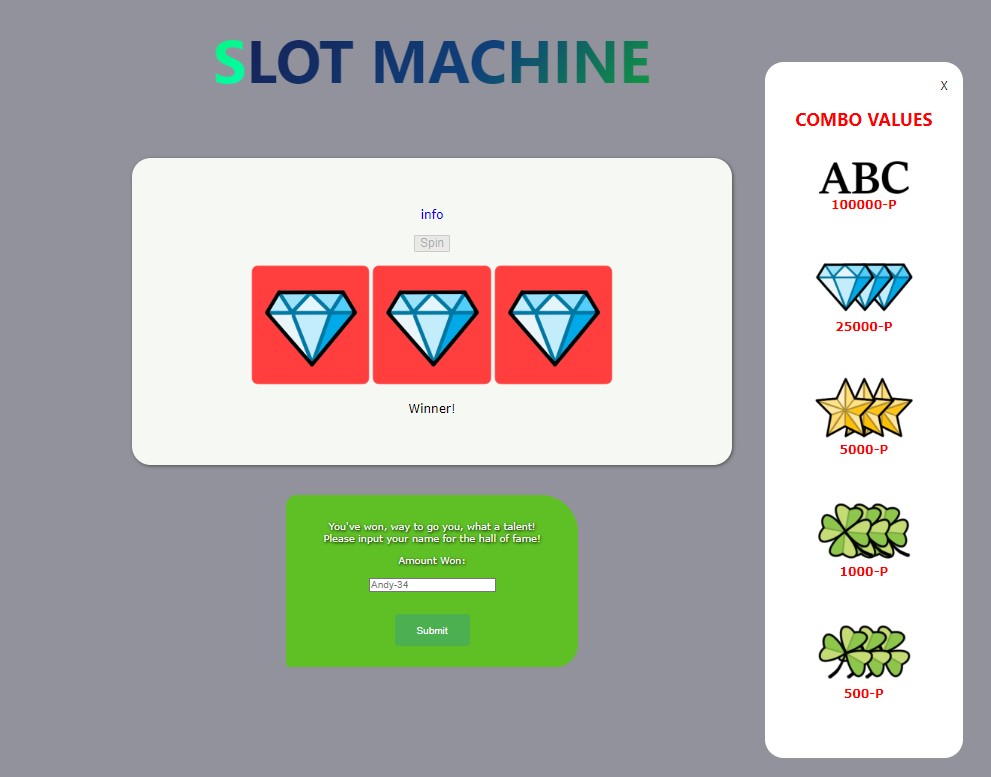 SLOT MACHINE
info
Spin
Winner!
You've won, way to go you, what a talent!
Please input your name for the hall of fame!
Amount Won:
Andy-34
Submit
X
COMBO VALUES
ABC
100000-P
25000-P
5000-P
1000-P
500-P